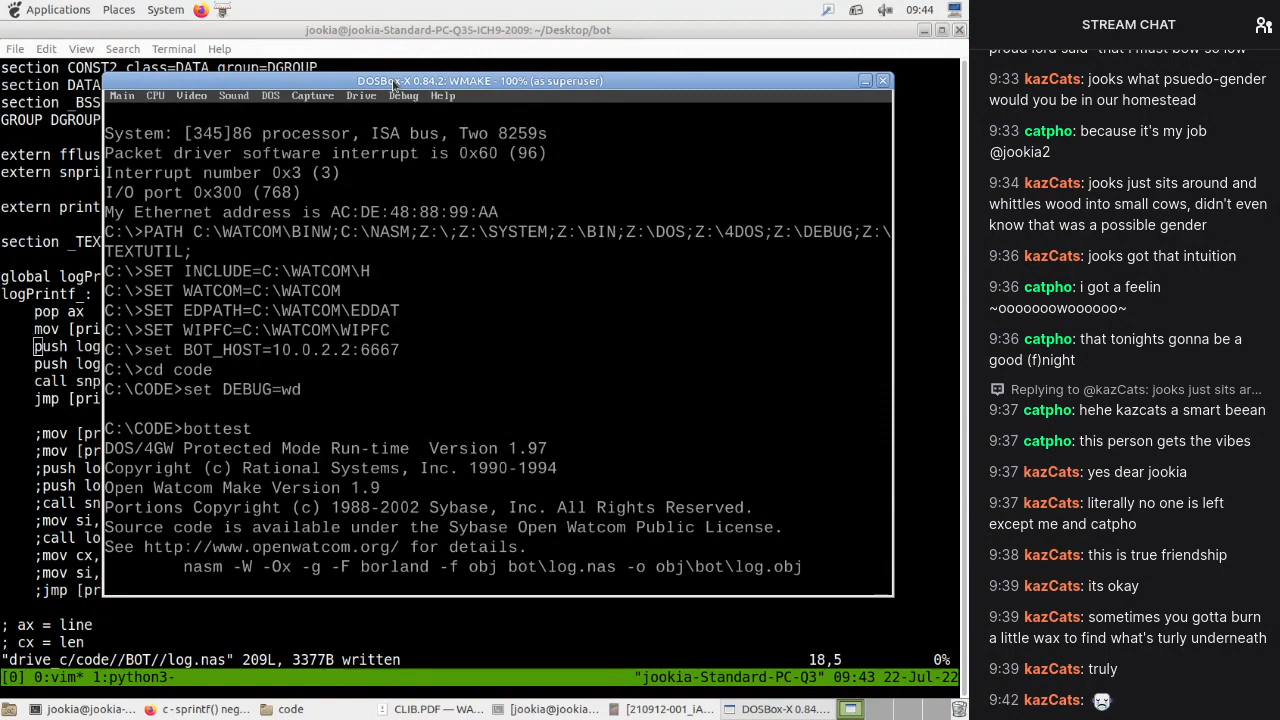 Applications Places System 09:44
jookia@jookia-Standard-PC-Q35-ICH9-2009: ~/Desktop/bot
File Edit View Search Terminal Help
section CONST2 class=DATA group=DGROUP
section DATA
section _BSS
GROUP DGROUP
extern fflus
extern snpri
extern print
section _TEX
global logPr
logPrintf_:
pop ax
mov [pri
push log
push log
call snp
jmp [pri
;mov [pr
;mov [pr
;push lo
;push lo
;call sn
;mov si,
;call lo
;mov cx,
;mov si,
;jmp [pr
; ax = line
; cx = len
"drive_c/code//BOT//log.nas" 209L, 3377B written 18,5 0%
[0] 0:vim* 1:python3- "jookia-Standard-PC-Q3" 09:43 22-Jul-22
DOSBox-X 0.84.2: WMAKE - 100% (as superuser)
Main CPU Video Sound DOS Capture Drive Debug Help
System: [345]86 processor, ISA bus, Two 8259s
Packet driver software interrupt is 0x60 (96)
Interrupt number 0x3 (3)
I/O port 0x300 (768)
My Ethernet address is AC:DE:48:88:99:AA
C:\>PATH C:\WATCOM\BINW;C:\NASM;Z:\;Z:\SYSTEM;Z:\BIN;Z:\DOS;Z:\4DOS;Z:\DEBUG;Z:\
TEXTUTIL;
C:\>SET INCLUDE=C:\WATCOM\H
C:\>SET WATCOM=C:\WATCOM
C:\>SET EDPATH=C:\WATCOM\EDDAT
C:\>SET WIPFC=C:\WATCOM\WIPFC
C:\>set BOT_HOST=10.0.2.2:6667
C:\>cd code
C:\CODE>set DEBUG=wd
C:\CODE>bottest
DOS/4GW Protected Mode Run-time Version 1.97
Copyright (c) Rational Systems, Inc. 1990-1994
Open Watcom Make Version 1.9
Portions Copyright (c) 1988-2002 Sybase, Inc. All Rights Reserved.
Source code is available under the Sybase Open Watcom Public License.
See http://www.openwatcom.org/ for details.
nasm -W -Ox -g -F borland -f obj bot\log.nas -o obj\bot\log.obj
jookia@jookia-... c - sprintf() neg... code CLIF.PDF — WA... [jookia@jookia... [210912-001_iA... DOSBox-X 0.84....
STREAM CHAT
proud lord said "that I must bow so low"
9:33 kazCats: jooks what psuedo-gender
would you be in our homestead
9:33 catpho: because it's my job
@jookia2
9:34 kazCats: jooks just sits around and
whittles wood into small cows, didn't even
know that was a possible gender
9:36 kazCats: jooks got that intuition
9:36 catpho: i got a feelin
~oooooowoooooo~
9:36 catpho: that tonights gonna be a
good (f)night
Replying to @kazCats: jooks just sits ar...
9:37 catpho: hehe kazcats a smart beean
9:37 catpho: this person gets the vibes
9:37 kazCats: yes dear jookia
9:37 kazCats: literally no one is left
except me and catpho
9:38 kazCats: this is true friendship
9:39 kazCats: its okay
9:39 kazCats: sometimes you gotta burn
a little wax to find what's turly underneath
9:39 kazCats: truly
9:42 kazCats: